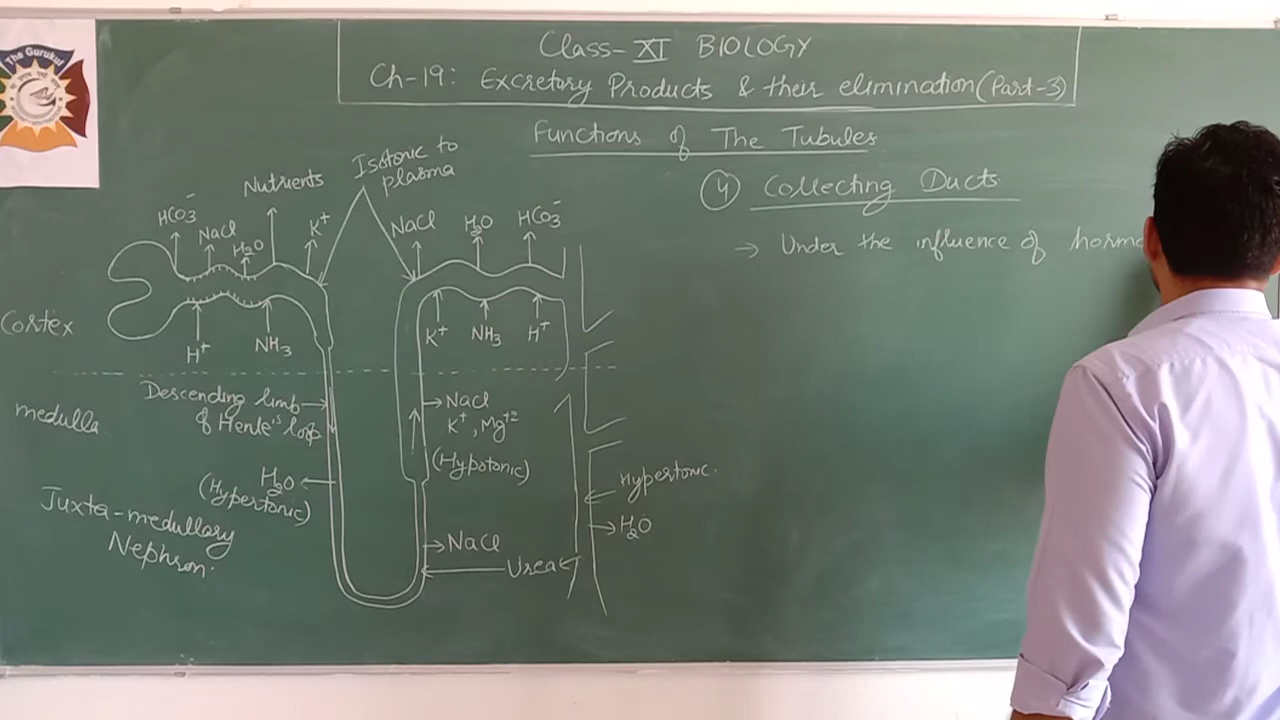 The Gurukul
Class-XI BIOLOGY
Ch-19: Excretory Products & their elimination (Part-3)
Functions of The Tubules
④ Collecting Ducts
→ Under the influence of hormo
Isotonic to
plasma
Nutrients
HCO3⁻
NaCl
H2O
K⁺
NaCl
H2O
HCO3⁻
Cortex
H⁺
NH3
K⁺
NH3
H⁺
medulla
Descending limb
of Henle's loop
NaCl
K⁺, Mg⁺²
(Hypotonic)
H2O
(Hypertonic)
Hypertonic.
H2O
Juxta-medullary
Nephron.
NaCl
Urea